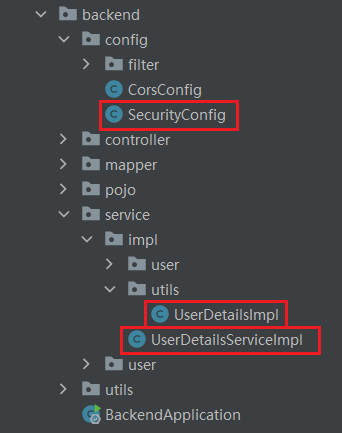 backend
config
filter
CorsConfig
SecurityConfig
controller
mapper
pojo
service
impl
user
utils
UserDetailsImpl
UserDetailsServiceImpl
user
utils
BackendApplication